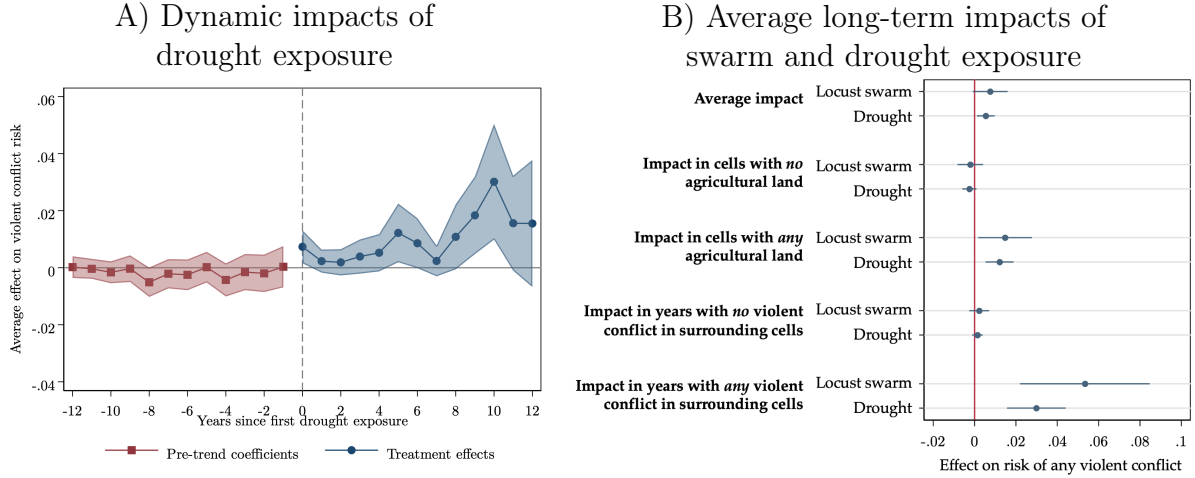 A) Dynamic impacts of
drought exposure
Average effect on violent conflict risk
.06
.04
.02
0
-.02
-.04
-12 -10 -8 -6 -4 -2 0 2 4 6 8 10 12
Years since first drought exposure
Pre-trend coefficients Treatment effects
B) Average long-term impacts of
swarm and drought exposure
Average impact
Locust swarm
Drought
Impact in cells with no
agricultural land
Locust swarm
Drought
Impact in cells with any
agricultural land
Locust swarm
Drought
Impact in years with no violent
conflict in surrounding cells
Locust swarm
Drought
Impact in years with any violent
conflict in surrounding cells
Locust swarm
Drought
-.02 0 .02 .04 .06 .08 .1
Effect on risk of any violent conflict